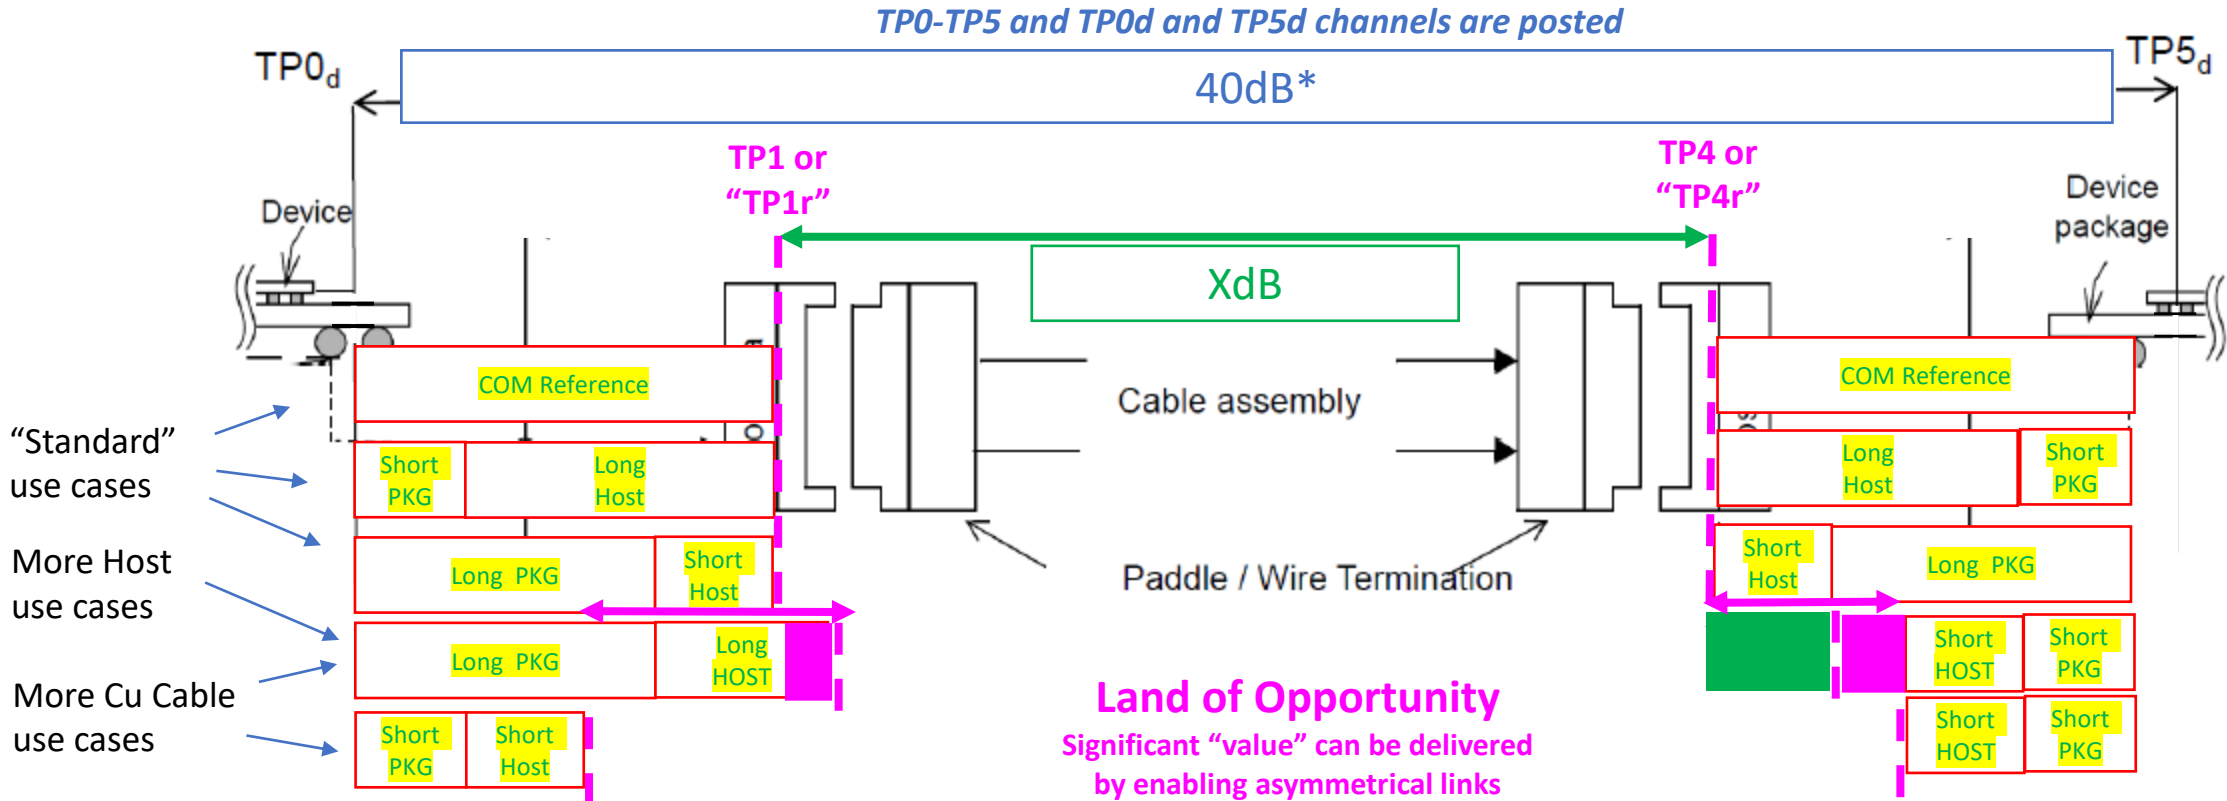 TP0-TP5 and TP0d and TP5d channels are posted
TP0d
40dB*
TP5d
TP1 or
“TP1r”
TP4 or
“TP4r”
Device
Device
package
XdB
COM Reference
COM Reference
Cable assembly
“Standard”
use cases
Short
PKG
Long
Host
Long
Host
Short
PKG
More Host
use cases
Long PKG
Short
Host
Paddle / Wire Termination
Short
Host
Long PKG
Long PKG
Long
HOST
Short
HOST
Short
PKG
More Cu Cable
use cases
Short
PKG
Short
Host
Land of Opportunity
Significant “value” can be delivered
by enabling asymmetrical links
Short
HOST
Short
PKG